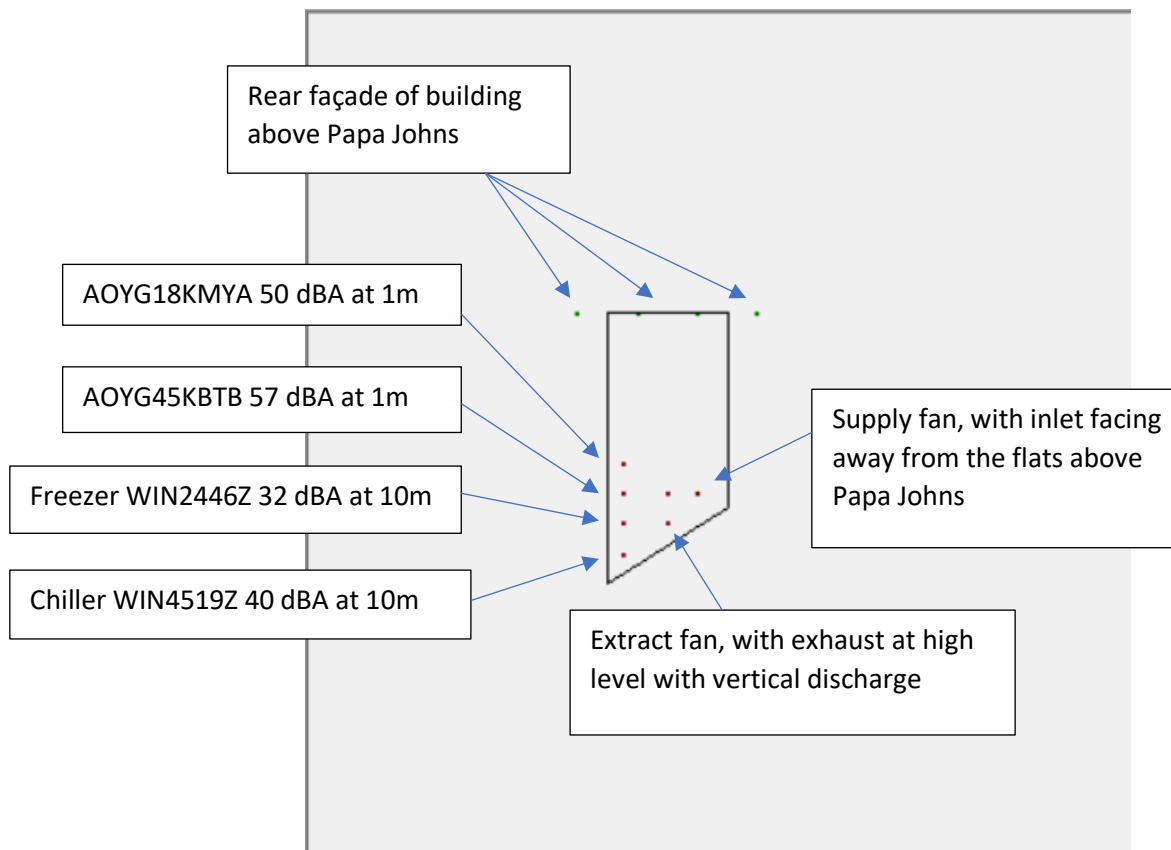 Rear façade of building
above Papa Johns
AOYG18KMYA 50 dBA at 1m
AOYG45KBTB 57 dBA at 1m
Freezer WIN2446Z 32 dBA at 10m
Chiller WIN4519Z 40 dBA at 10m
Supply fan, with inlet facing
away from the flats above
Papa Johns
Extract fan, with exhaust at high
level with vertical discharge